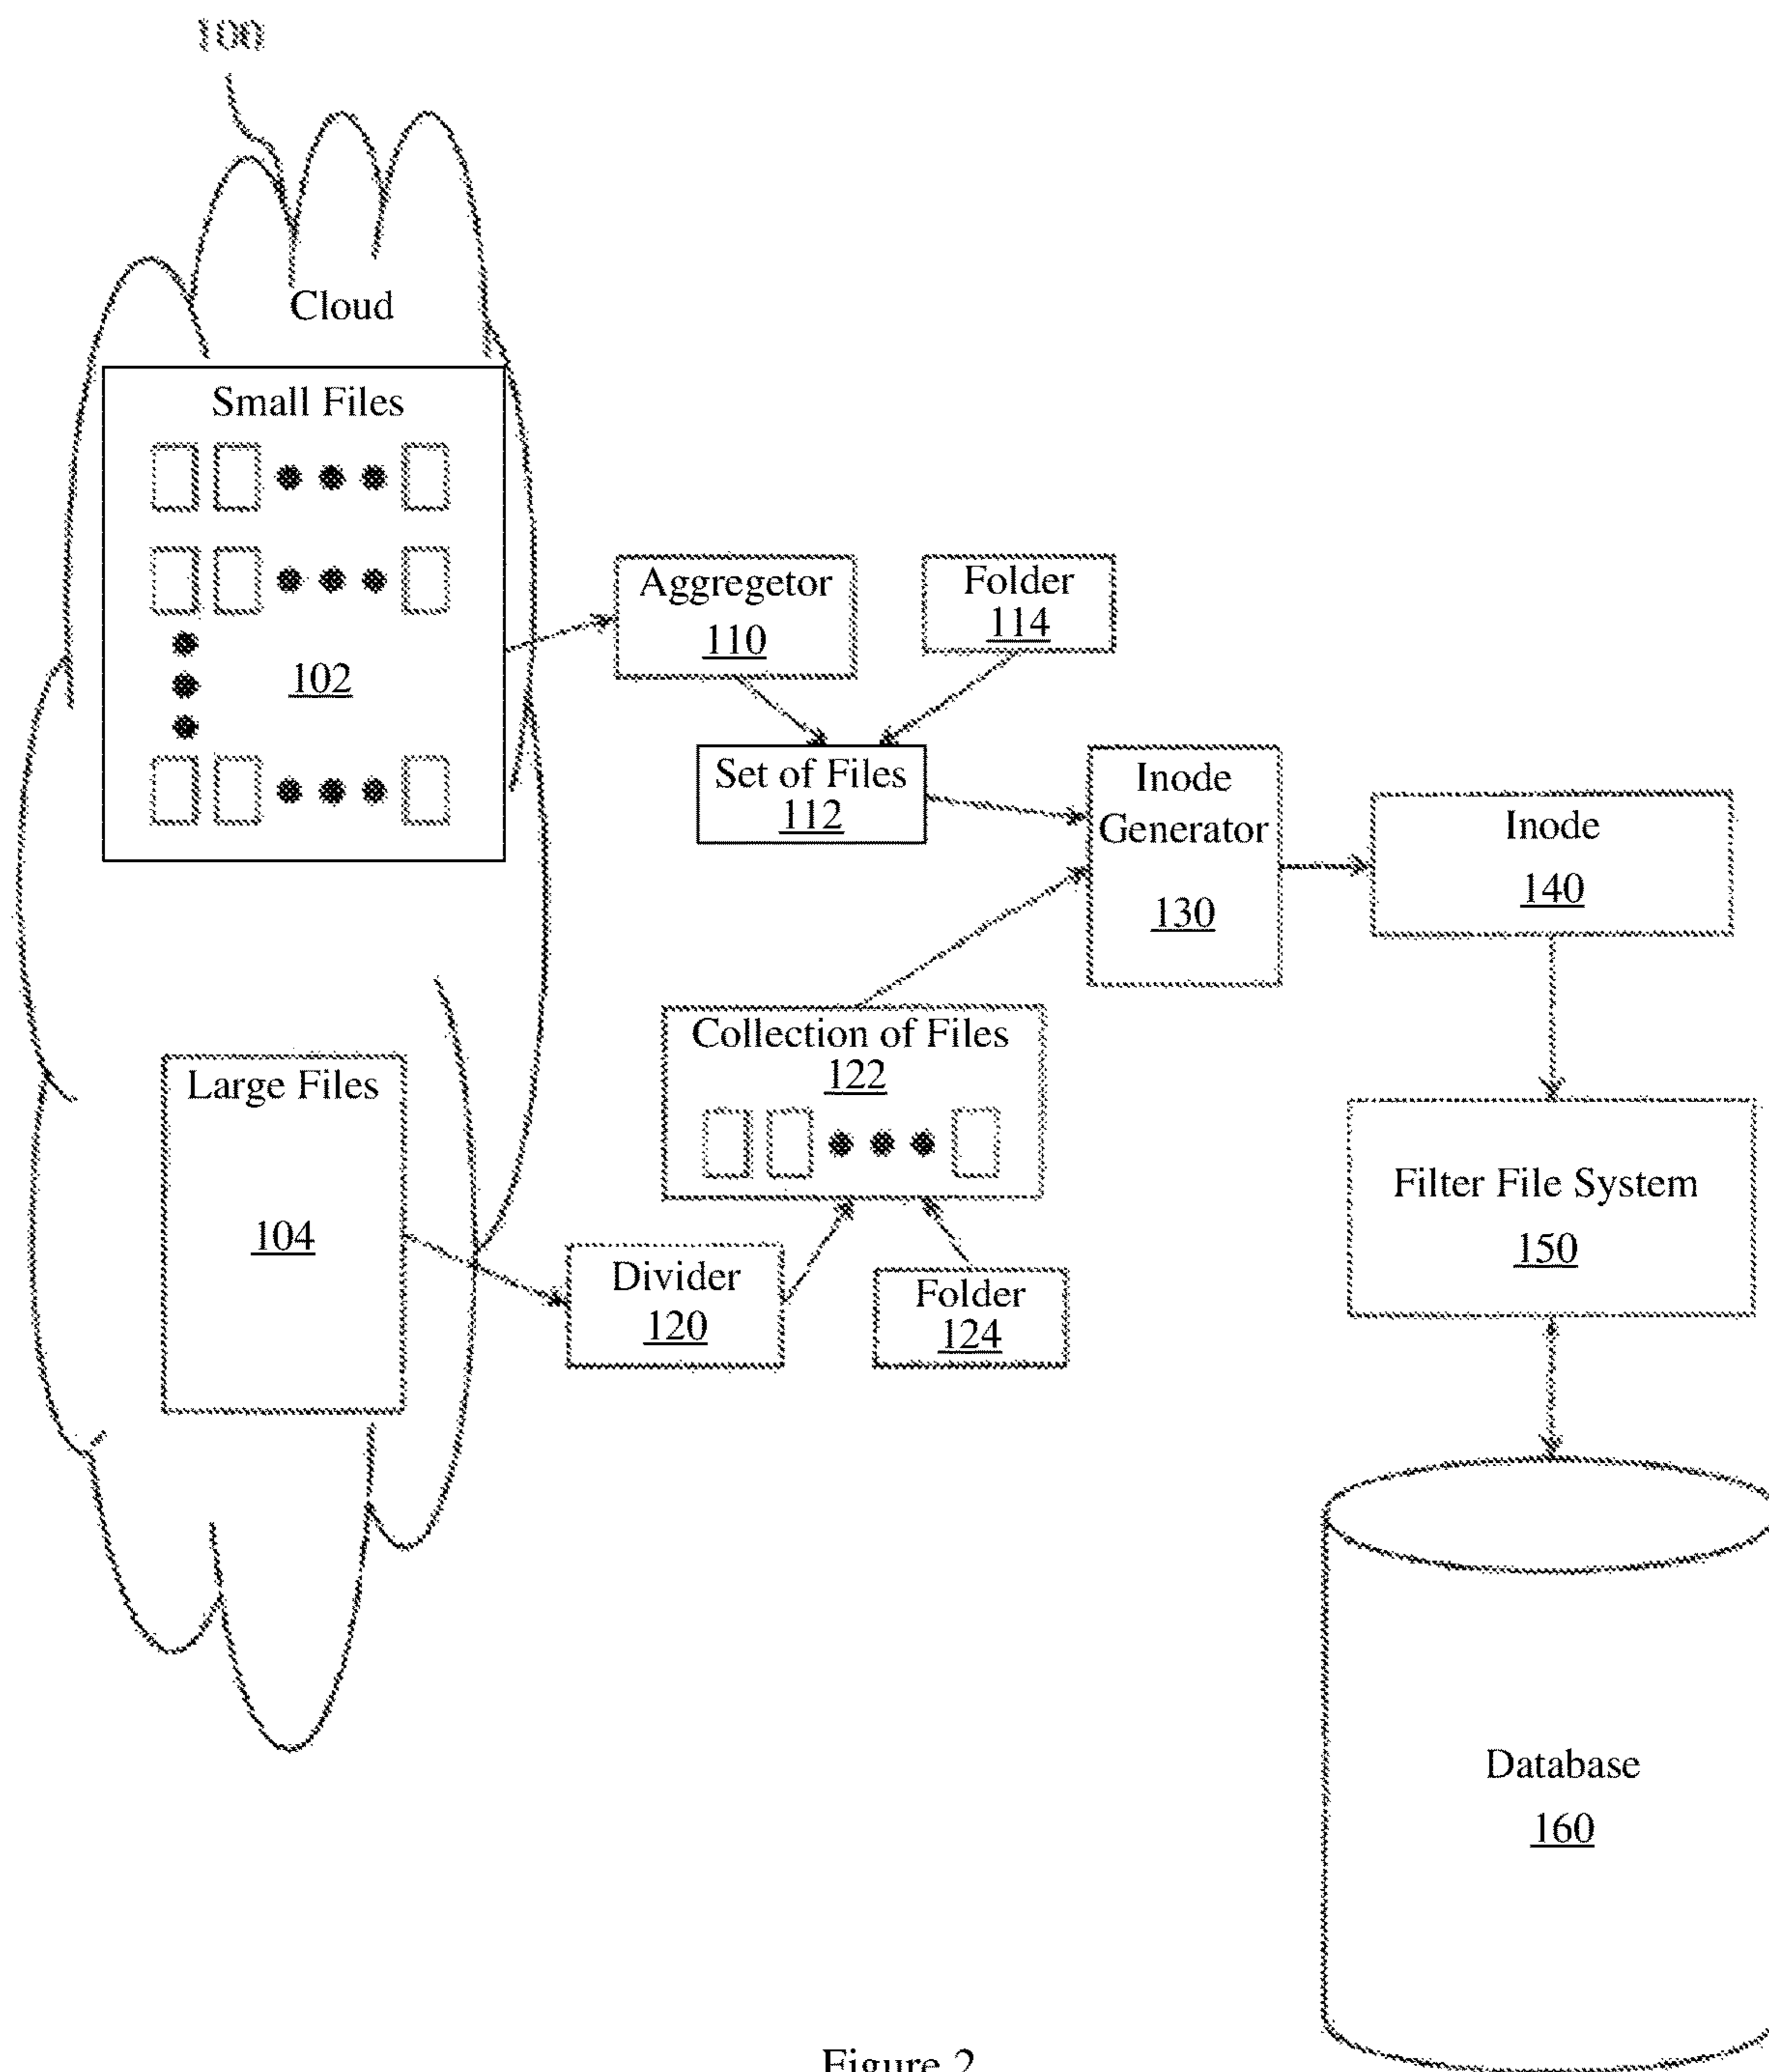 100
Cloud
Small Files
102
Aggregetor
110
Folder
114
Set of Files
112
Inode
Generator
130
Inode
140
Collection of Files
122
Large Files
104
Divider
120
Folder
124
Filter File System
150
Database
160
Figure 2